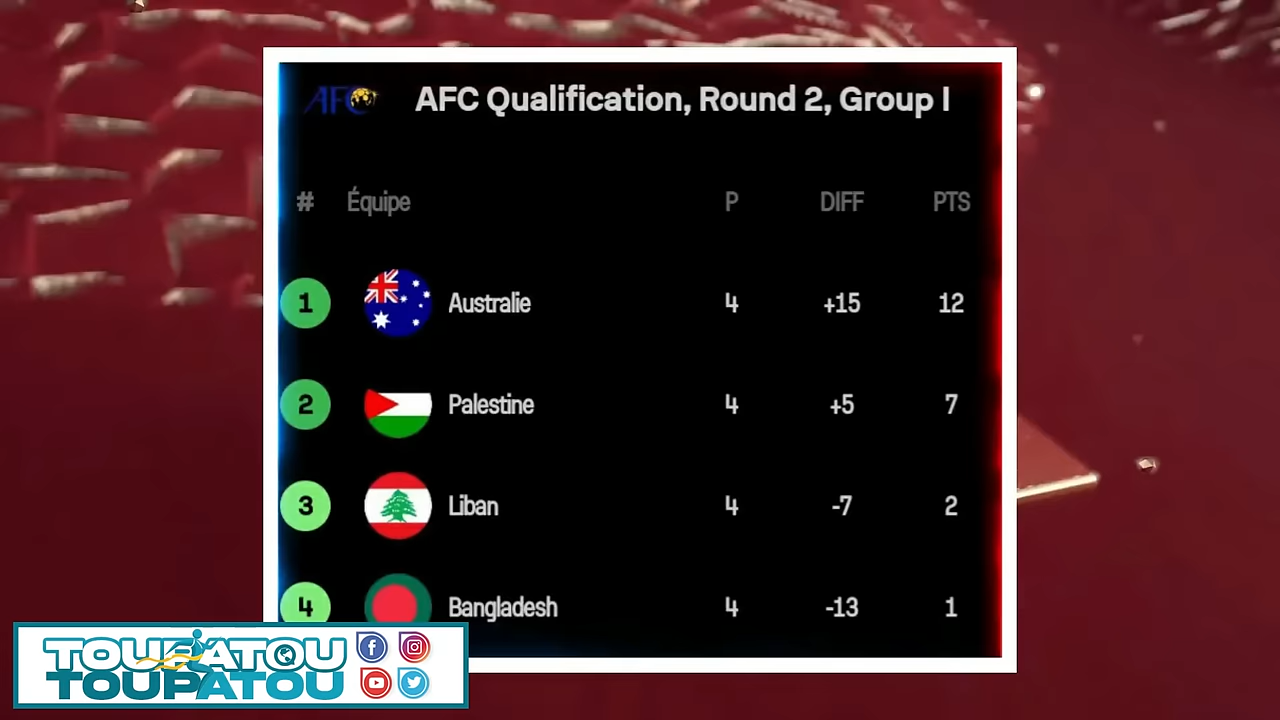 AFC
AFC Qualification, Round 2, Group I
# Équipe P DIFF PTS
1 Australie 4 +15 12
2 Palestine 4 +5 7
3 Liban 4 -7 2
4 Bangladesh 4 -13 1
TOUPATOU
TOUPATOU